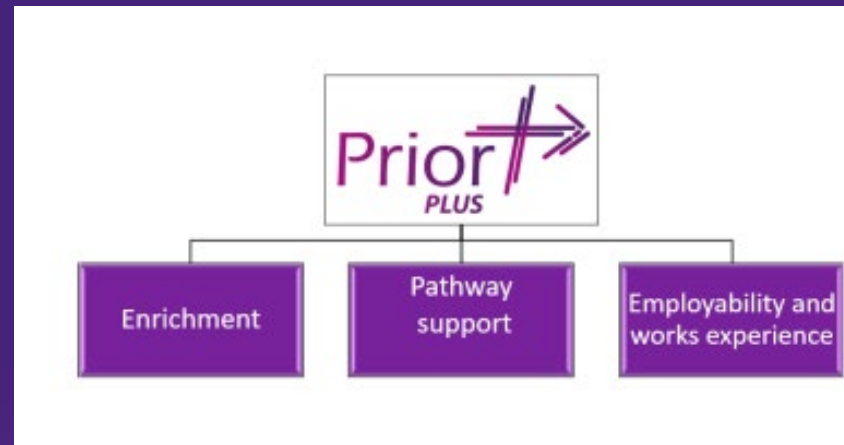 Prior
PLUS
Enrichment
Pathway
support
Employability and
works experience